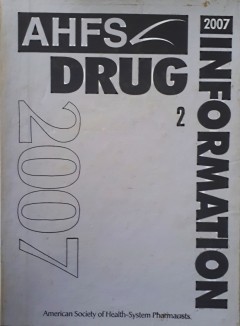 AHFS
DRUG
2007
INFORMATION
2
2007
American Society of Health-System Pharmacists.